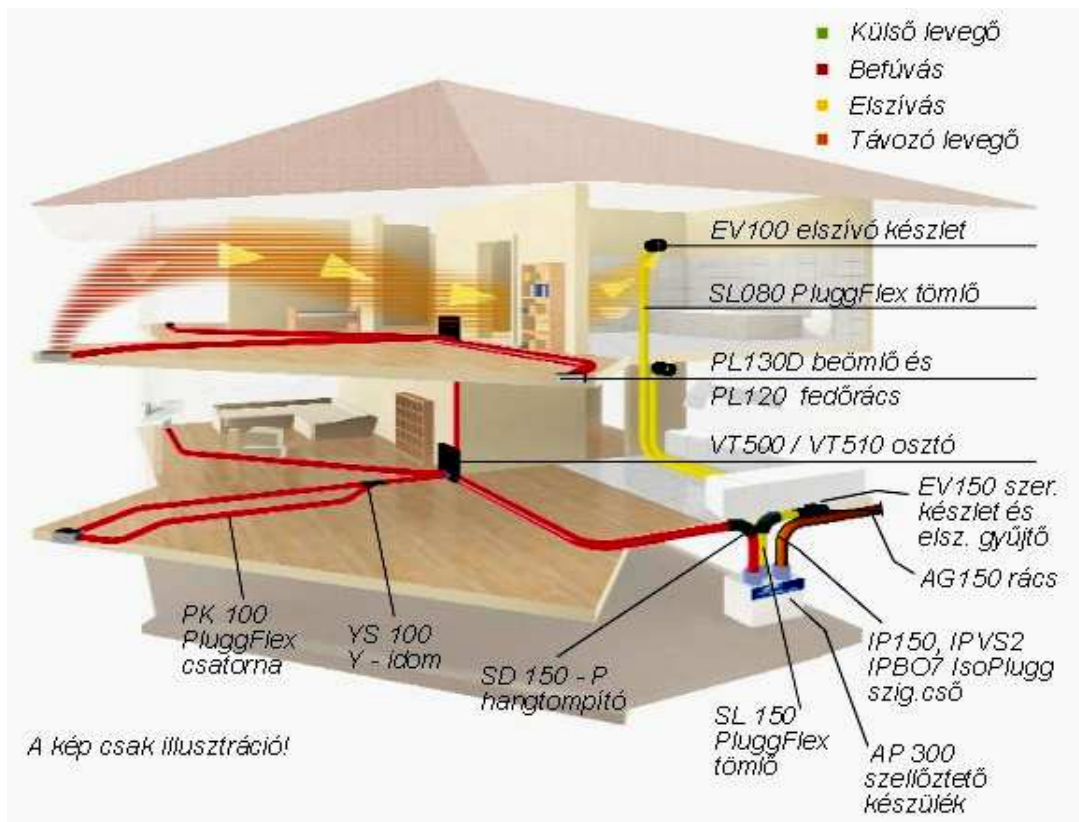 Külső levegő
Befúvás
Elszívás
Távozó levegő
EV100 elszívó készlet
SL080 PluggFlex tömlő
PL130D beömlő és
PL120 fedőrács
VT500 / VT510 osztó
EV150 szer.
készlet és
elsz. gyűjtő
AG150 rács
PK 100
PluggFlex
csatorna
YS 100
Y - idom
SD 150 - P
hangtompító
SL 150
PluggFlex
tömlő
IP150, IPVS2
IPBO7 IsoPlugg
szig.cső
AP 300
szellőztető
készülék
A kép csak illusztráció!